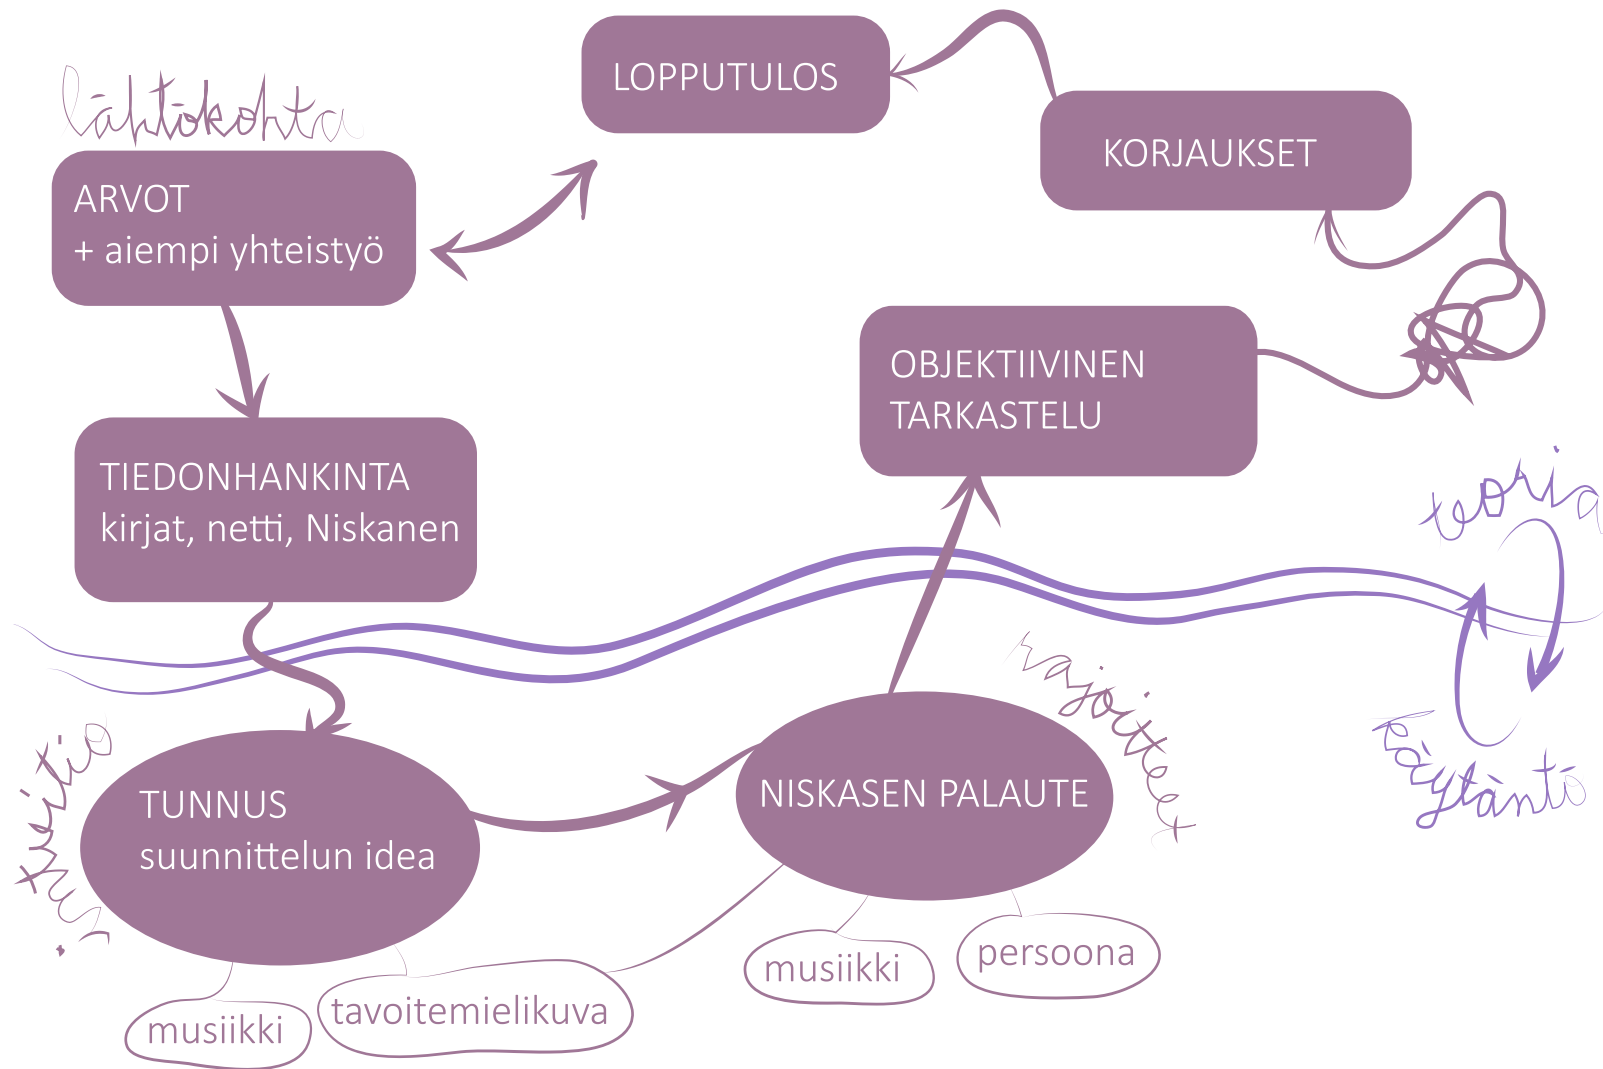 lähtökohta
ARVOT
+ aiempi yhteistyö
LOPPUTULOS
KORJAUKSET
OBJEKTIIVINEN
TARKASTELU
TIEDONHANKINTA
kirjat, netti, Niskanen
teoria
käytäntö
intuitio
TUNNUS
suunnittelun idea
rajoitteet
NISKASEN PALAUTE
musiikki
tavoitemielikuva
musiikki
persoona